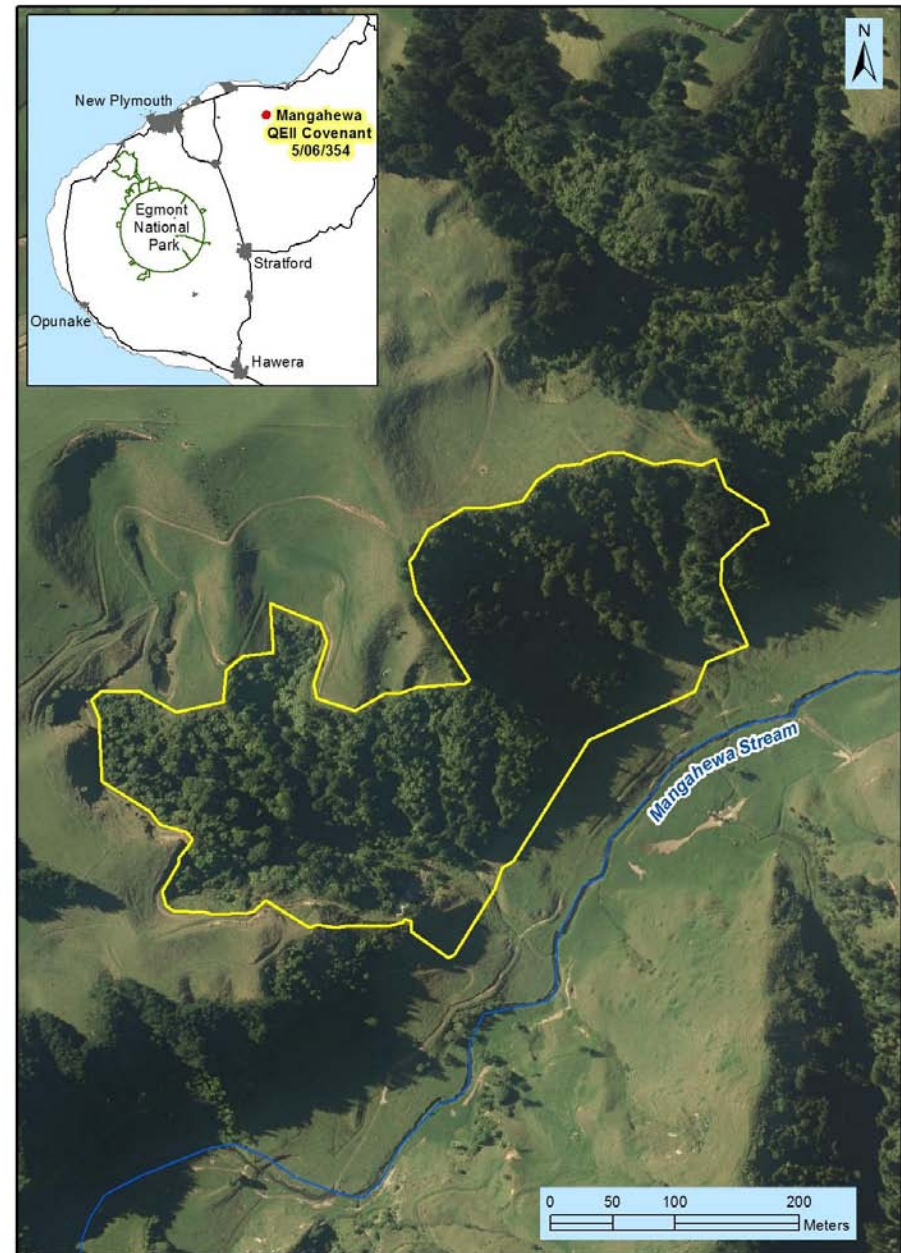 N
New Plymouth
Mangahewa
QEII Covenant
5/06/354
Egmont
National
Park
Stratford
Opunake
Hawera
Mangahewa Stream
0 50 100 200
Meters